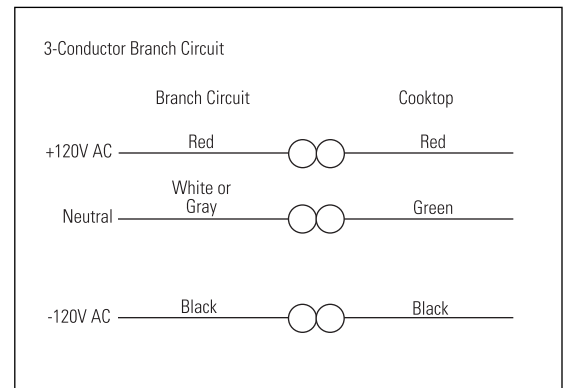 3-Conductor Branch Circuit
Branch Circuit Cooktop
+120V AC Red Red
Neutral White or
Gray Green
-120V AC Black Black